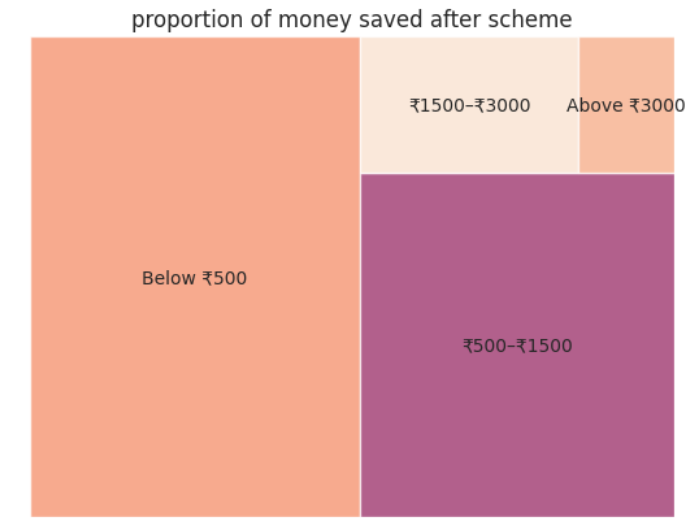 proportion of money saved after scheme
₹1500–₹3000
Above ₹3000
Below ₹500
₹500–₹1500